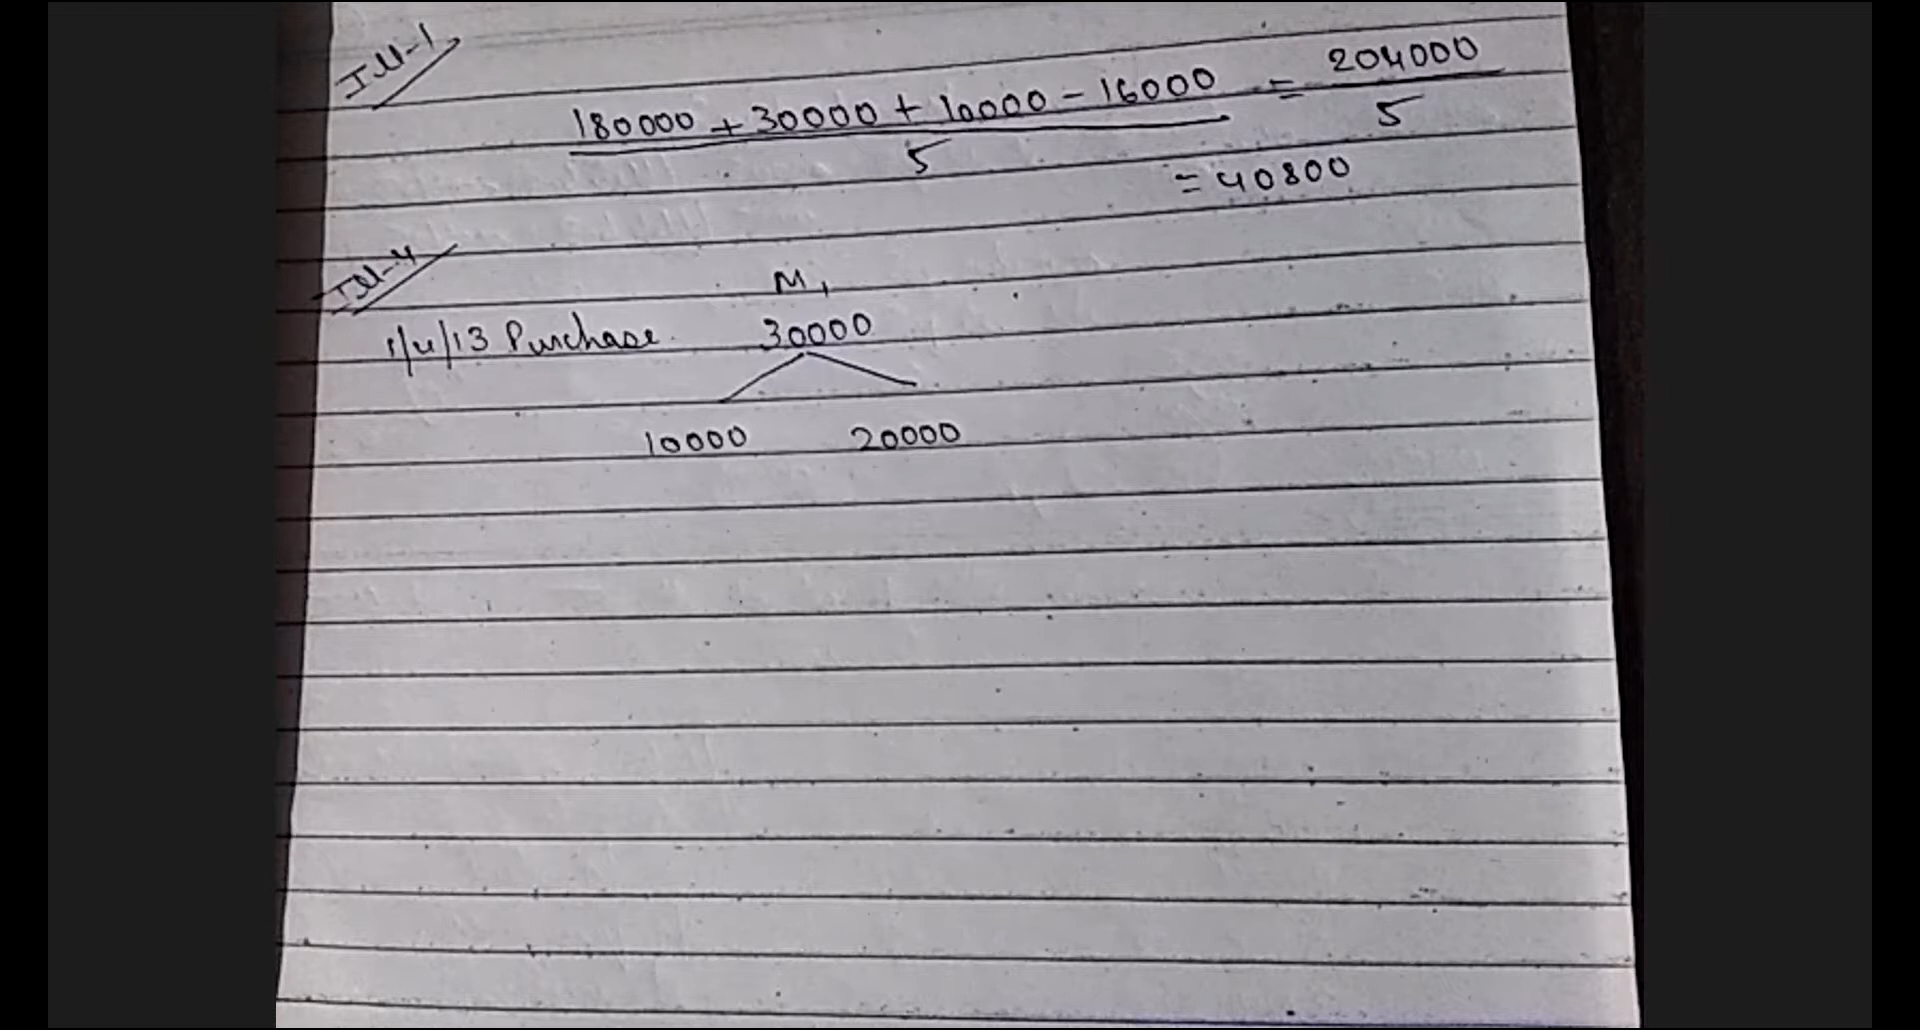 Ill-1
180000 + 30000 + 10000 - 16000 = 204000
5 5
= 40800
Ill-4
M1
1/4/13 Purchase 30000
10000 20000